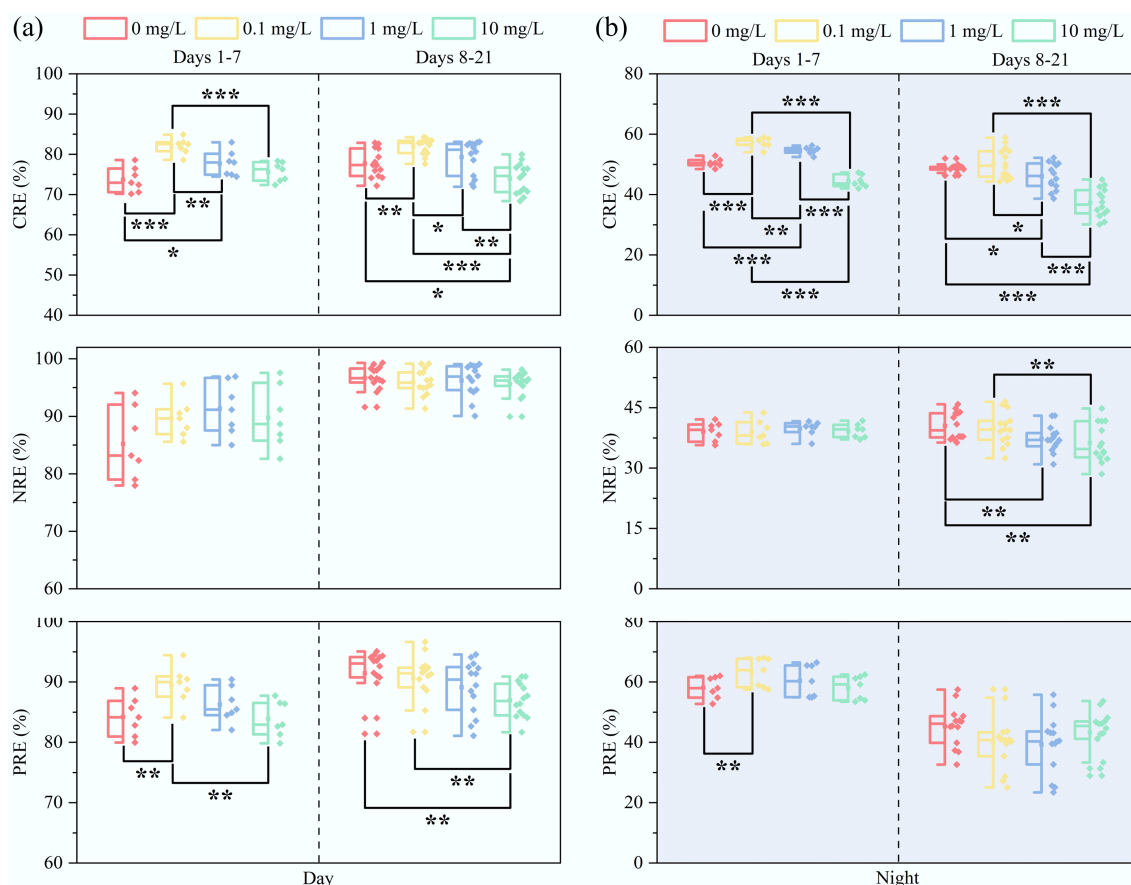 (a) 0 mg/L 0.1 mg/L 1 mg/L 10 mg/L
Days 1-7 Days 8-21
100
90
80
70
60
50
40
CRE (%)
*** *** ** *
** * ** *** *
100
90
80
70
60
NRE (%)
100
90
80
70
60
PRE (%)
** **
** **
Day
(b) 0 mg/L 0.1 mg/L 1 mg/L 10 mg/L
Days 1-7 Days 8-21
80
60
40
20
0
CRE (%)
*** *** ** *** *** ***
*** * * *** ***
60
45
30
15
0
NRE (%)
** ** **
80
60
40
20
0
PRE (%)
**
Night